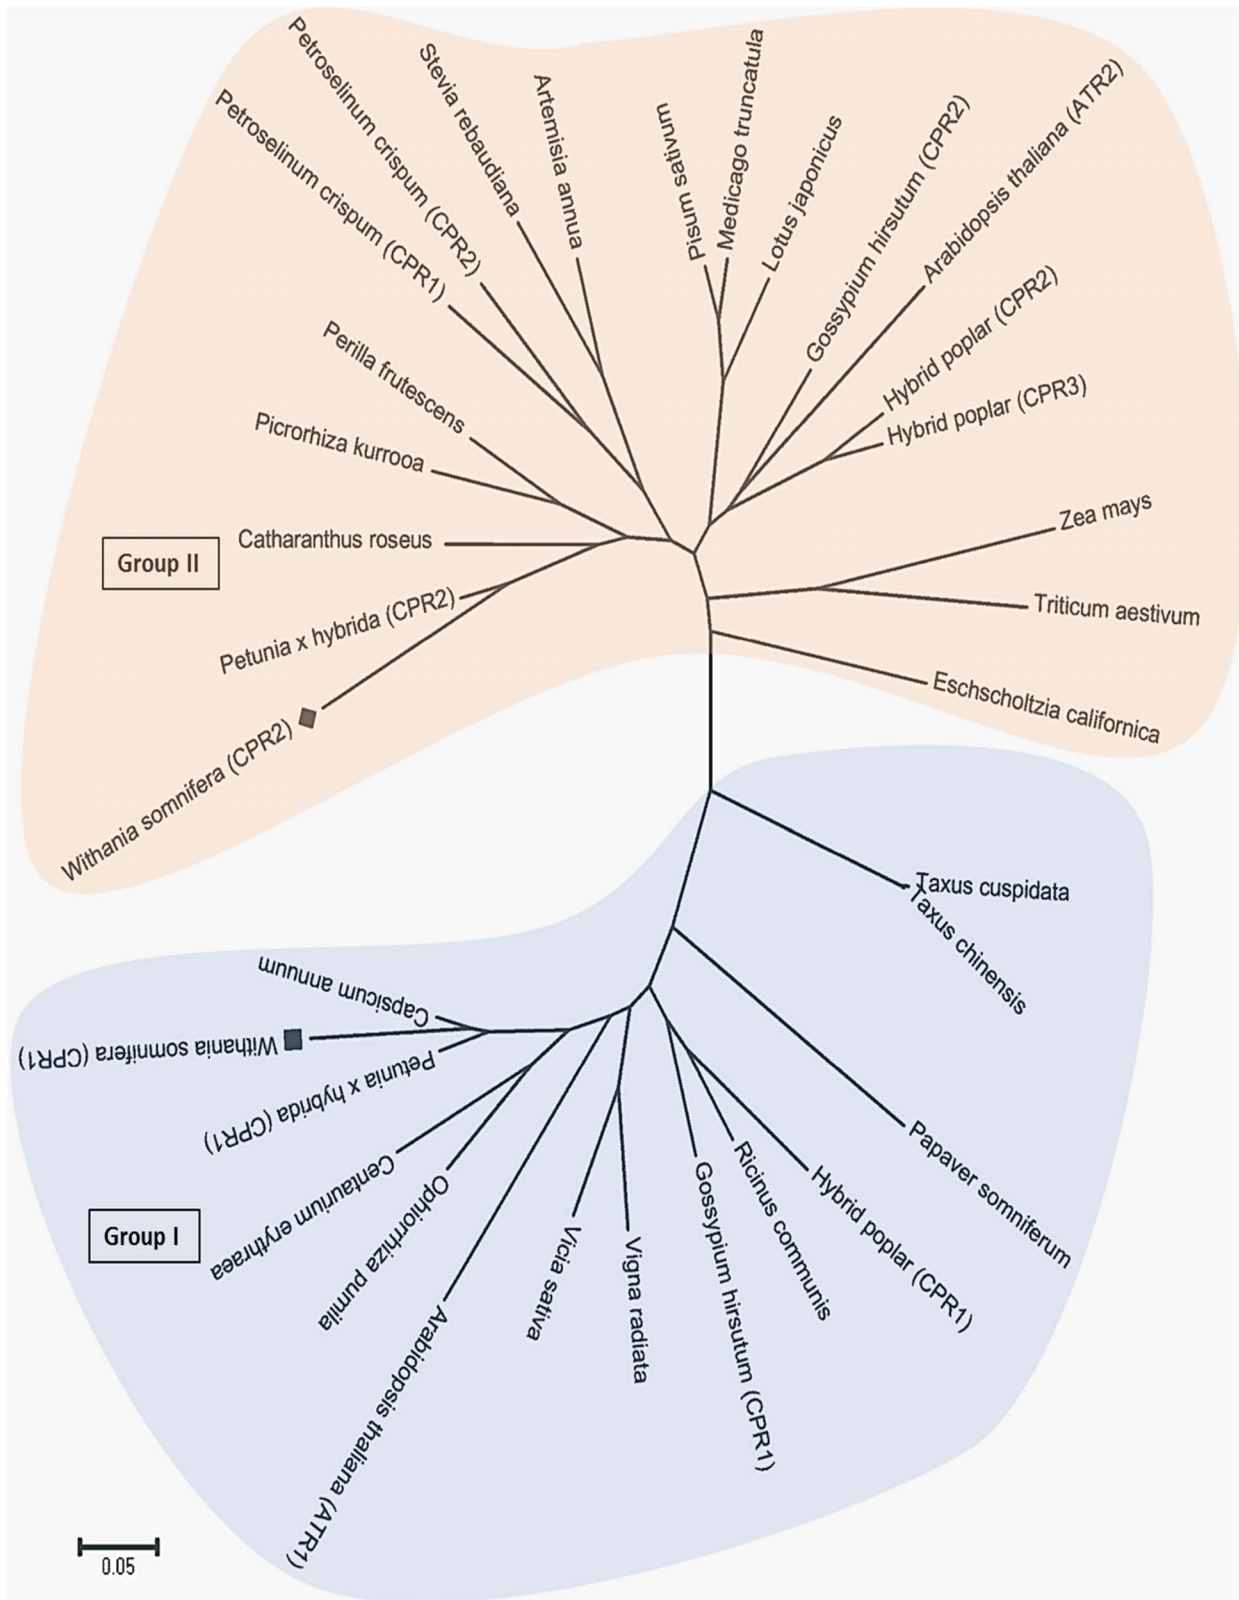 Petroselinum crispum (CPR2)
Petroselinum crispum (CPR1)
Stevia rebaudiana
Artemisia annua
Pisum sativum
Medicago truncatula
Lotus japonicus
Gossypium hirsutum (CPR2)
Arabidopsis thaliana (ATR2)
Hybrid poplar (CPR2)
Hybrid poplar (CPR3)
Perilla frutescens
Picrorhiza kurrooa
Catharanthus roseus
Zea mays
Group II
Petunia x hybrida (CPR2)
Triticum aestivum
Eschscholtzia californica
Withania somnifera (CPR2)
Taxus cuspidata
Taxus chinensis
Capsicum annuum
Withania somnifera (CPR1)
Petunia x hybrida (CPR1)
Centaurium erythraea
Ophiorrhiza pumila
Group I
Arabidopsis thaliana (ATR1)
Vicia sativa
Vigna radiata
Gossypium hirsutum (CPR1)
Ricinus communis
Hybrid poplar (CPR1)
Papaver somniferum
0.05